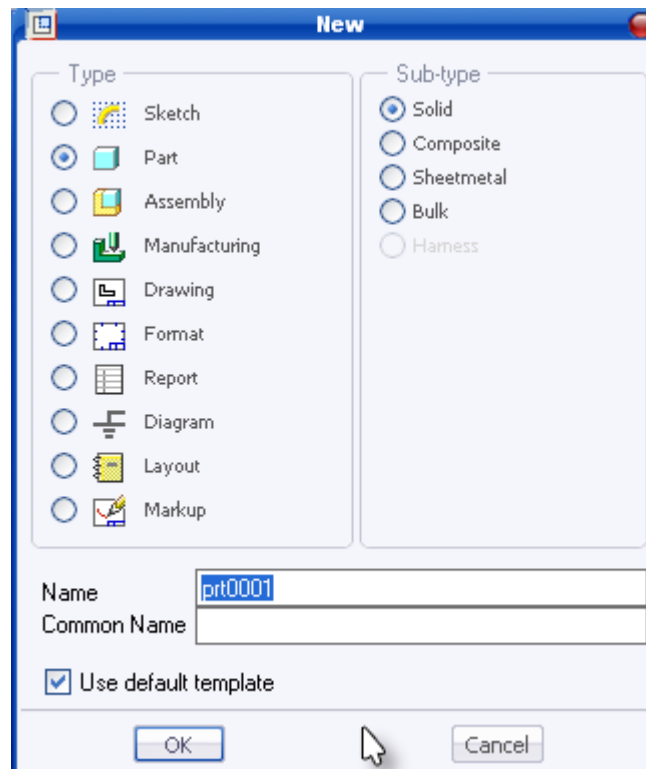 New
Type
Sketch
Part
Assembly
Manufacturing
Drawing
Format
Report
Diagram
Layout
Markup
Sub-type
Solid
Composite
Sheetmetal
Bulk
Harness
Name prt0001
Common Name
Use default template
OK Cancel